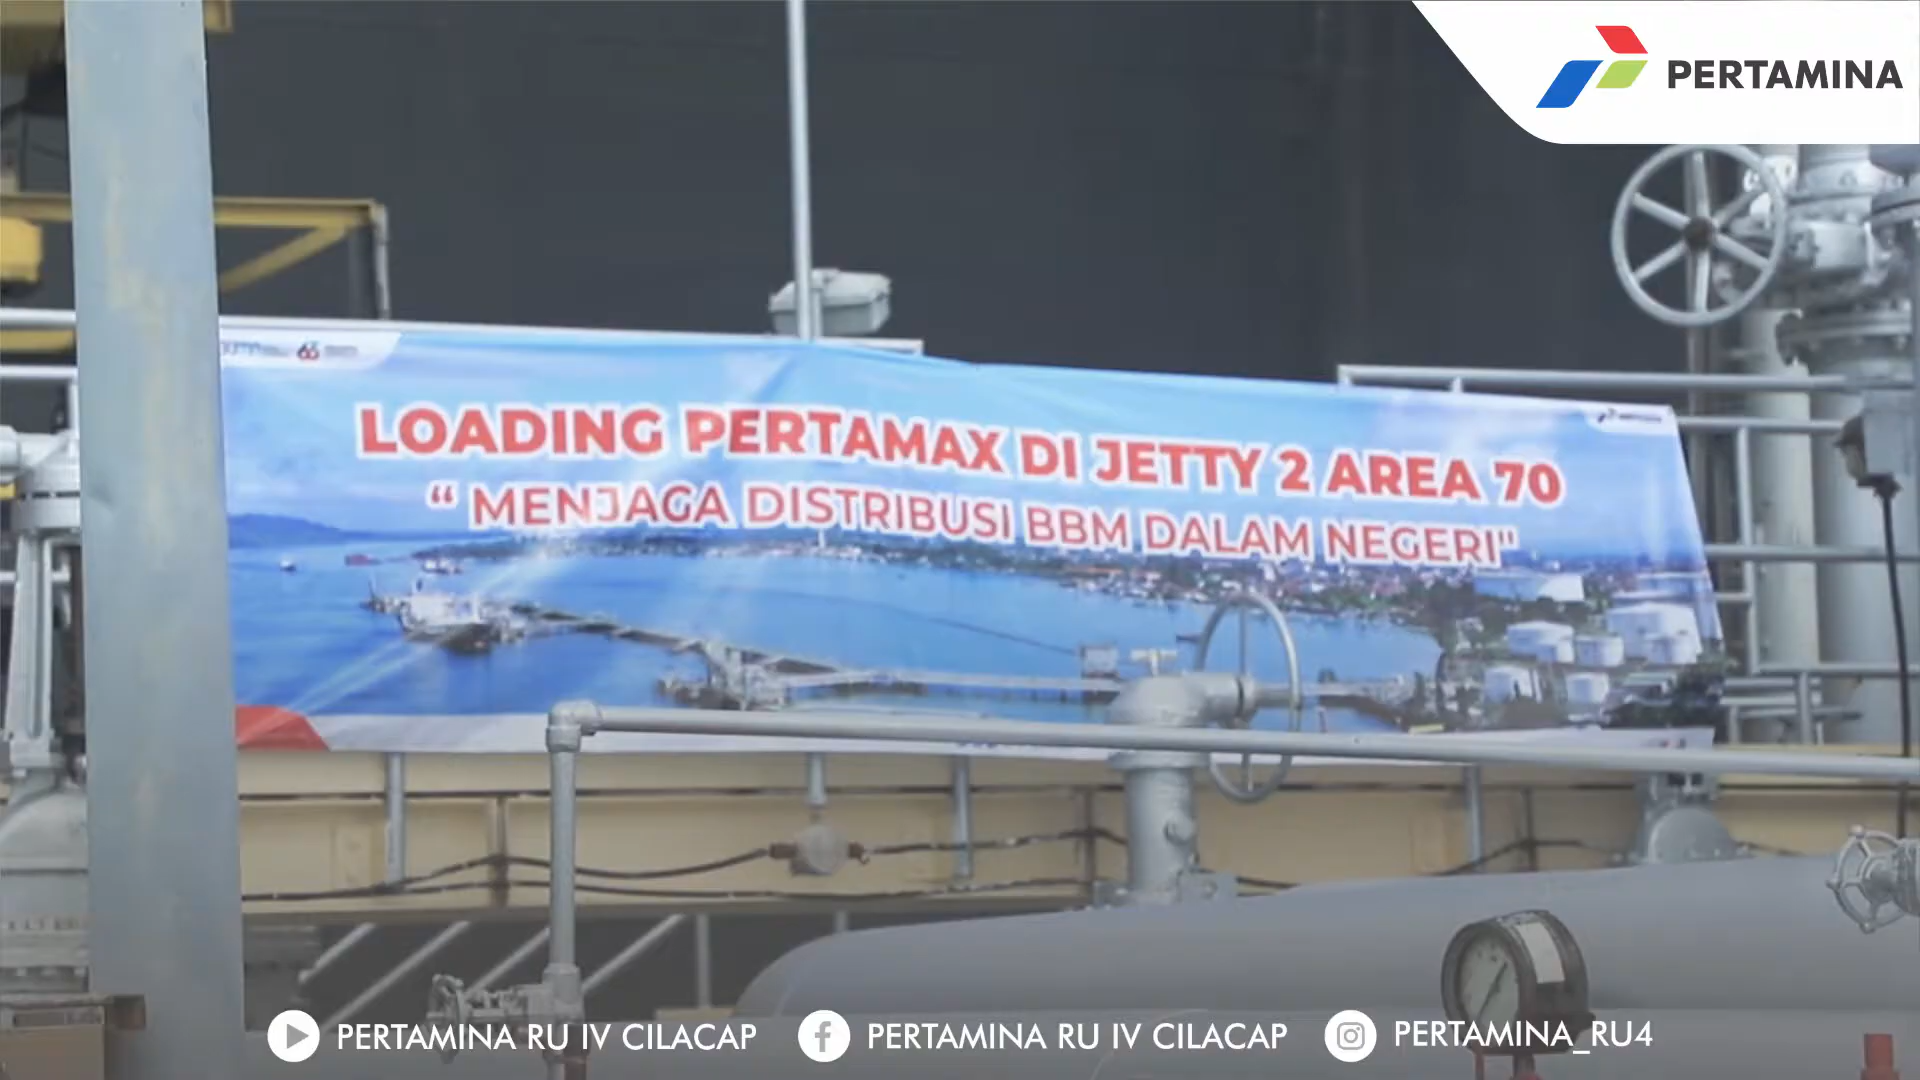 PERTAMINA
LOADING PERTAMAX DI JETTY 2 AREA 70
“ MENJAGA DISTRIBUSI BBM DALAM NEGERI"
PERTAMINA RU IV CILACAP
PERTAMINA RU IV CILACAP
PERTAMINA_RU4